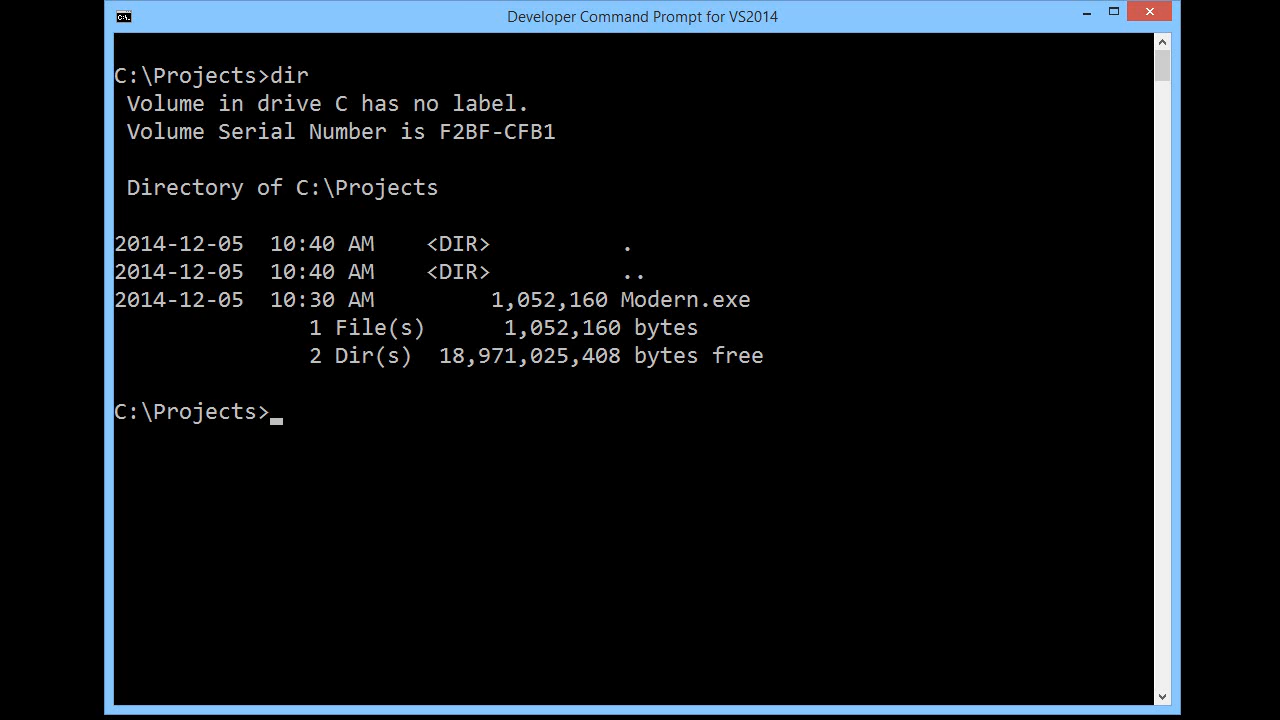 Developer Command Prompt for VS2014
C:\Projects>dir
Volume in drive C has no label.
Volume Serial Number is F2BF-CFB1
Directory of C:\Projects
2014-12-05  10:40 AM    <DIR>          .
2014-12-05  10:40 AM    <DIR>          ..
2014-12-05  10:30 AM         1,052,160 Modern.exe
1 File(s)      1,052,160 bytes
2 Dir(s)  18,971,025,408 bytes free
C:\Projects>